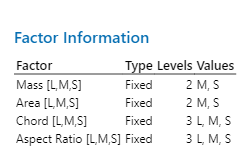 Factor Information
Factor Type Levels Values
Mass [L,M,S] Fixed 2 M, S
Area [L,M,S] Fixed 2 M, S
Chord [L,M,S] Fixed 3 L, M, S
Aspect Ratio [L,M,S] Fixed 3 L, M, S